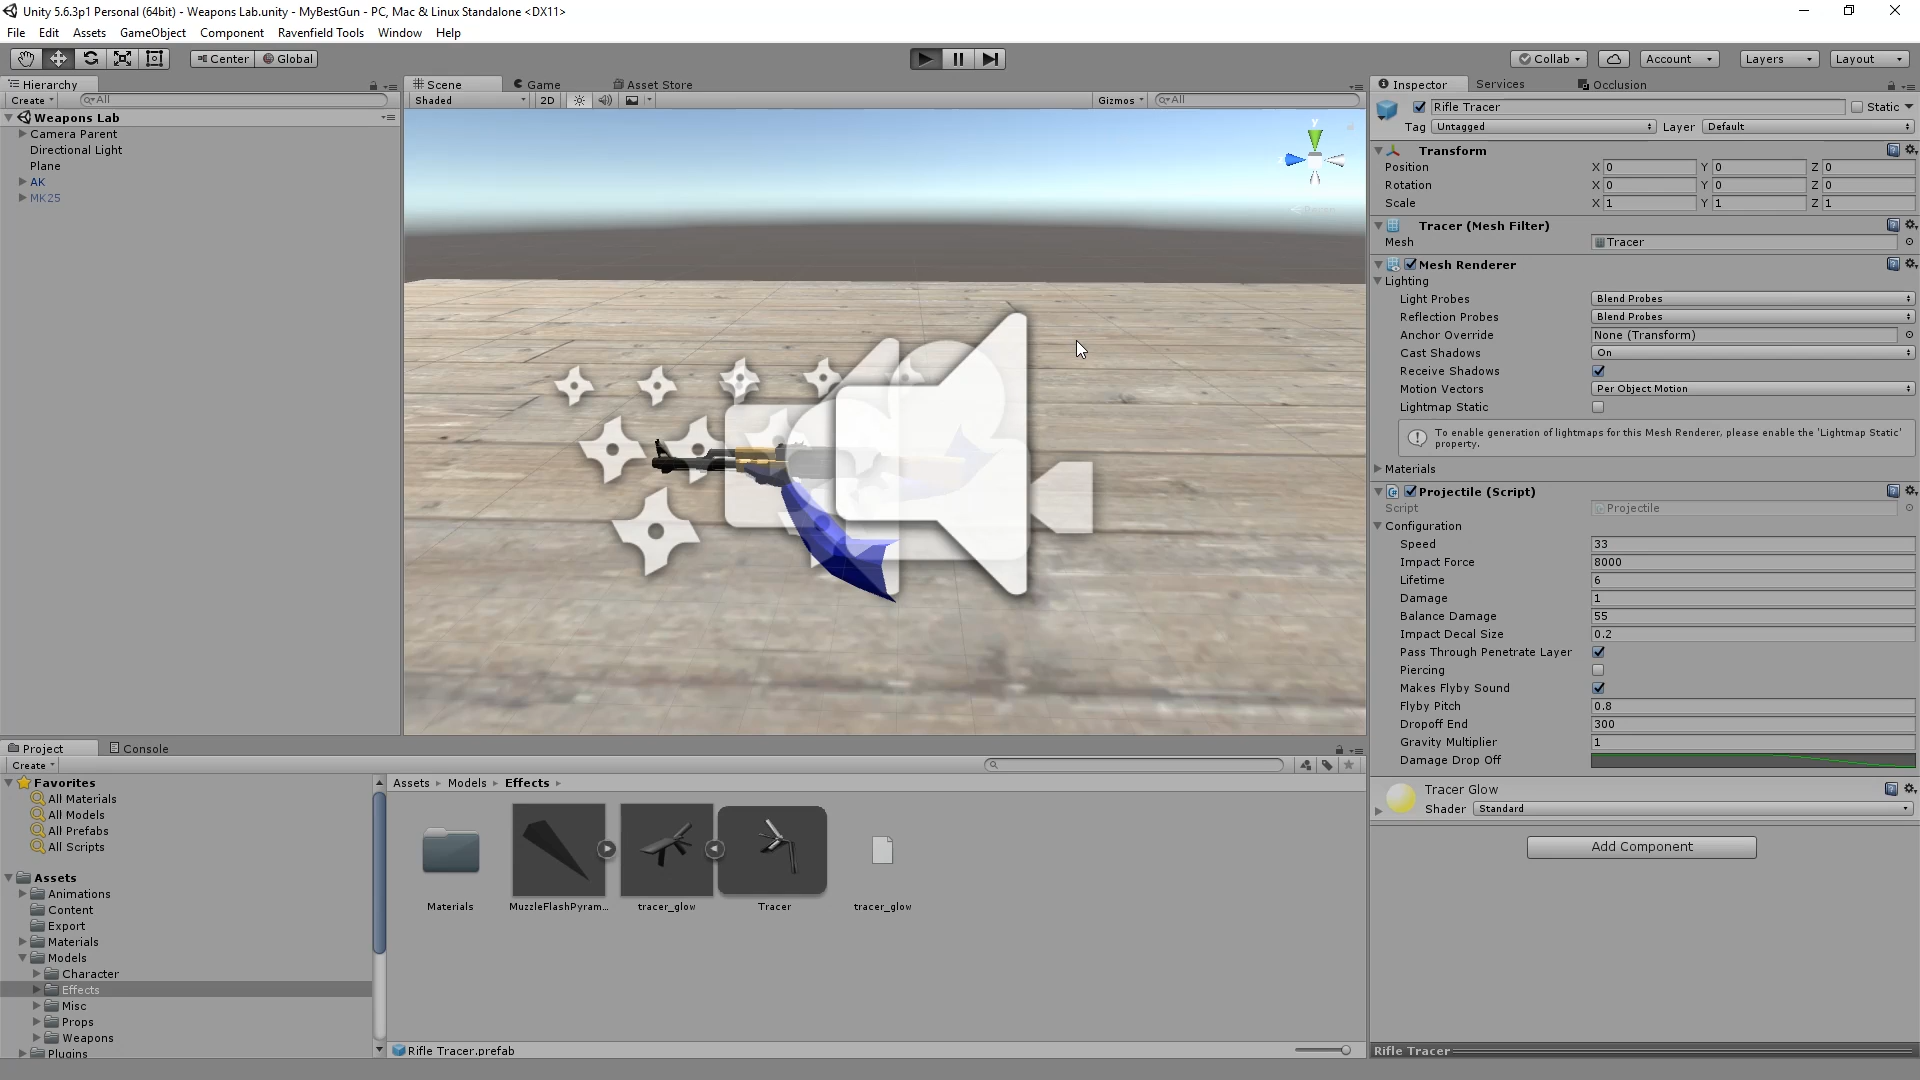 Unity 5.6.3p1 Personal (64bit) - Weapons Lab.unity - MyBestGun - PC, Mac & Linux Standalone <DX11>
File Edit Assets GameObject Component Ravenfield Tools Window Help
Center Global Collab Account Layers Layout
Hierarchy
Create All
Weapons Lab
Camera Parent
Directional Light
Plane
AK
MK25
Scene Game Asset Store
Shaded 2D Gizmos All
y
Inspector Services Occlusion
Rifle Tracer Static
Tag Untagged Layer Default
Transform
Position X 0 Y 0 Z 0
Rotation X 0 Y 0 Z 0
Scale X 1 Y 1 Z 1
Tracer (Mesh Filter)
Mesh Tracer
Mesh Renderer
Lighting
Light Probes Blend Probes
Reflection Probes Blend Probes
Anchor Override None (Transform)
Cast Shadows On
Receive Shadows
Motion Vectors Per Object Motion
Lightmap Static
To enable generation of lightmaps for this Mesh Renderer, please enable the 'Lightmap Static'
property.
Materials
Projectile (Script)
Script Projectile
Configuration
Speed 33
Impact Force 8000
Lifetime 6
Damage 1
Balance Damage 55
Impact Decal Size 0.2
Pass Through Penetrate Layer
Piercing
Makes Flyby Sound
Flyby Pitch 0.8
Dropoff End 300
Gravity Multiplier 1
Damage Drop Off
Tracer Glow
Shader Standard
Add Component
Rifle Tracer
Project Console
Create
Favorites
All Materials
All Models
All Prefabs
All Scripts
Assets
Animations
Content
Export
Materials
Models
Character
Effects
Misc
Props
Weapons
Plugins
Assets Models Effects
Materials MuzzleFlashPyram... tracer_glow Tracer tracer_glow
Rifle Tracer.prefab